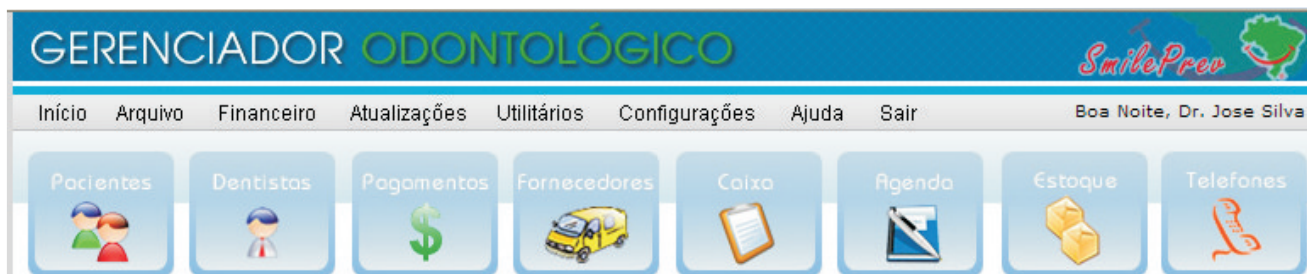 GERENCIADOR ODONTOLÓGICO
SmilePrev
Início Arquivo Financeiro Atualizações Utilitários Configurações Ajuda Sair Boa Noite, Dr. Jose Silva
Pacientes Dentistas Pagamentos Fornecedores Caixa Agenda Estoque Telefones